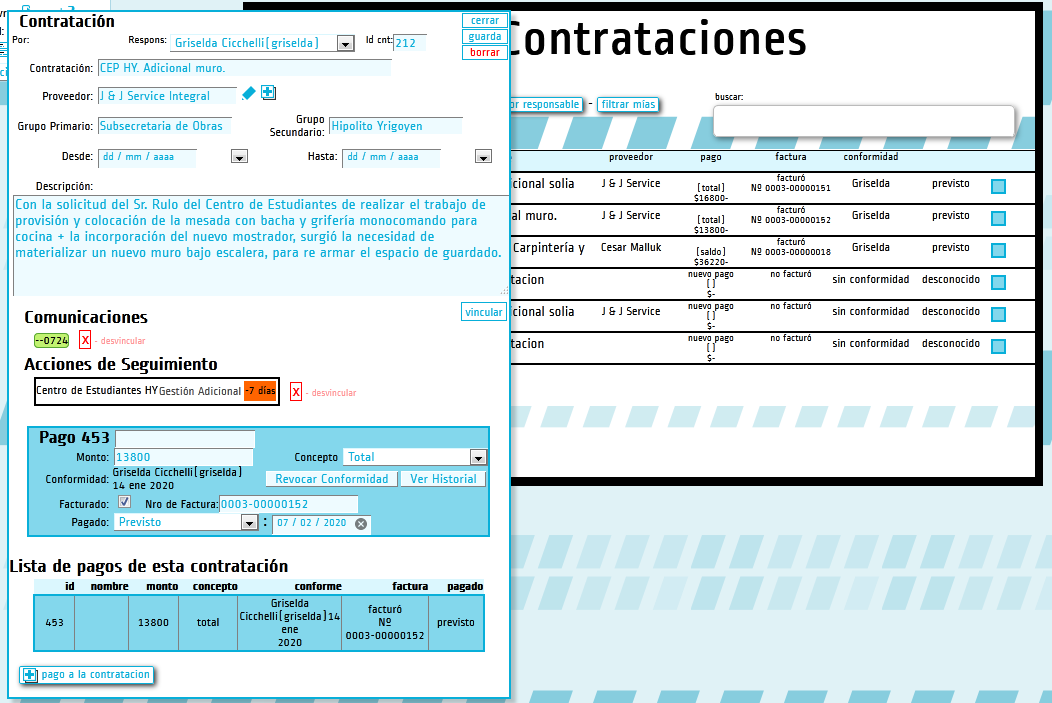 Contratación
cerrar
guarda
borrar
Por:
Respons: Griselda Cicchelli[griselda]
Id cnt: 212
Contratación: CEP HY. Adicional muro.
Proveedor: J & J Service Integral
Grupo Primario: Subsecretaria de Obras
Grupo Secundario: Hipolito Yrigoyen
Desde: dd / mm / aaaa
Hasta: dd / mm / aaaa
Descripción:
Con la solicitud del Sr. Rulo del Centro de Estudiantes de realizar el trabajo de
provisión y colocación de la mesada con bacha y grifería monocomando para
cocina + la incorporación del nuevo mostrador, surgió la necesidad de
materializar un nuevo muro bajo escalera, para re armar el espacio de guardado.
Comunicaciones
vincular
--0724 X - desvincular
Acciones de Seguimiento
Centro de Estudiantes HY Gestión Adicional -7 días X - desvincular
Pago 453
Monto: 13800
Concepto Total
Conformidad: Griselda Cicchelli[griselda]
14 ene 2020
Revocar Conformidad
Ver Historial
Facturado:
Nro de Factura: 0003-00000152
Pagado: Previsto : 07 / 02 / 2020
Lista de pagos de esta contratación
id nombre monto concepto conforme factura pagado
453 13800 total Griselda Cicchelli[griselda]14 ene 2020 facturó Nº 0003-00000152 previsto
pago a la contratacion
Contrataciones
or responsable - filtrar mías
buscar:
proveedor pago factura conformidad
cional solia J & J Service [total] $16800- facturó Nº 0003-00000151 Griselda previsto
al muro. J & J Service [total] $13800- facturó Nº 0003-00000152 Griselda previsto
Carpintería y Cesar Malluk [saldo] $36220- facturó Nº 0003-00000018 Griselda previsto
tacion nuevo pago [ ] $- no facturó sin conformidad desconocido
cional solia J & J Service nuevo pago [ ] $- no facturó sin conformidad desconocido
tacion nuevo pago [ ] $- no facturó sin conformidad desconocido